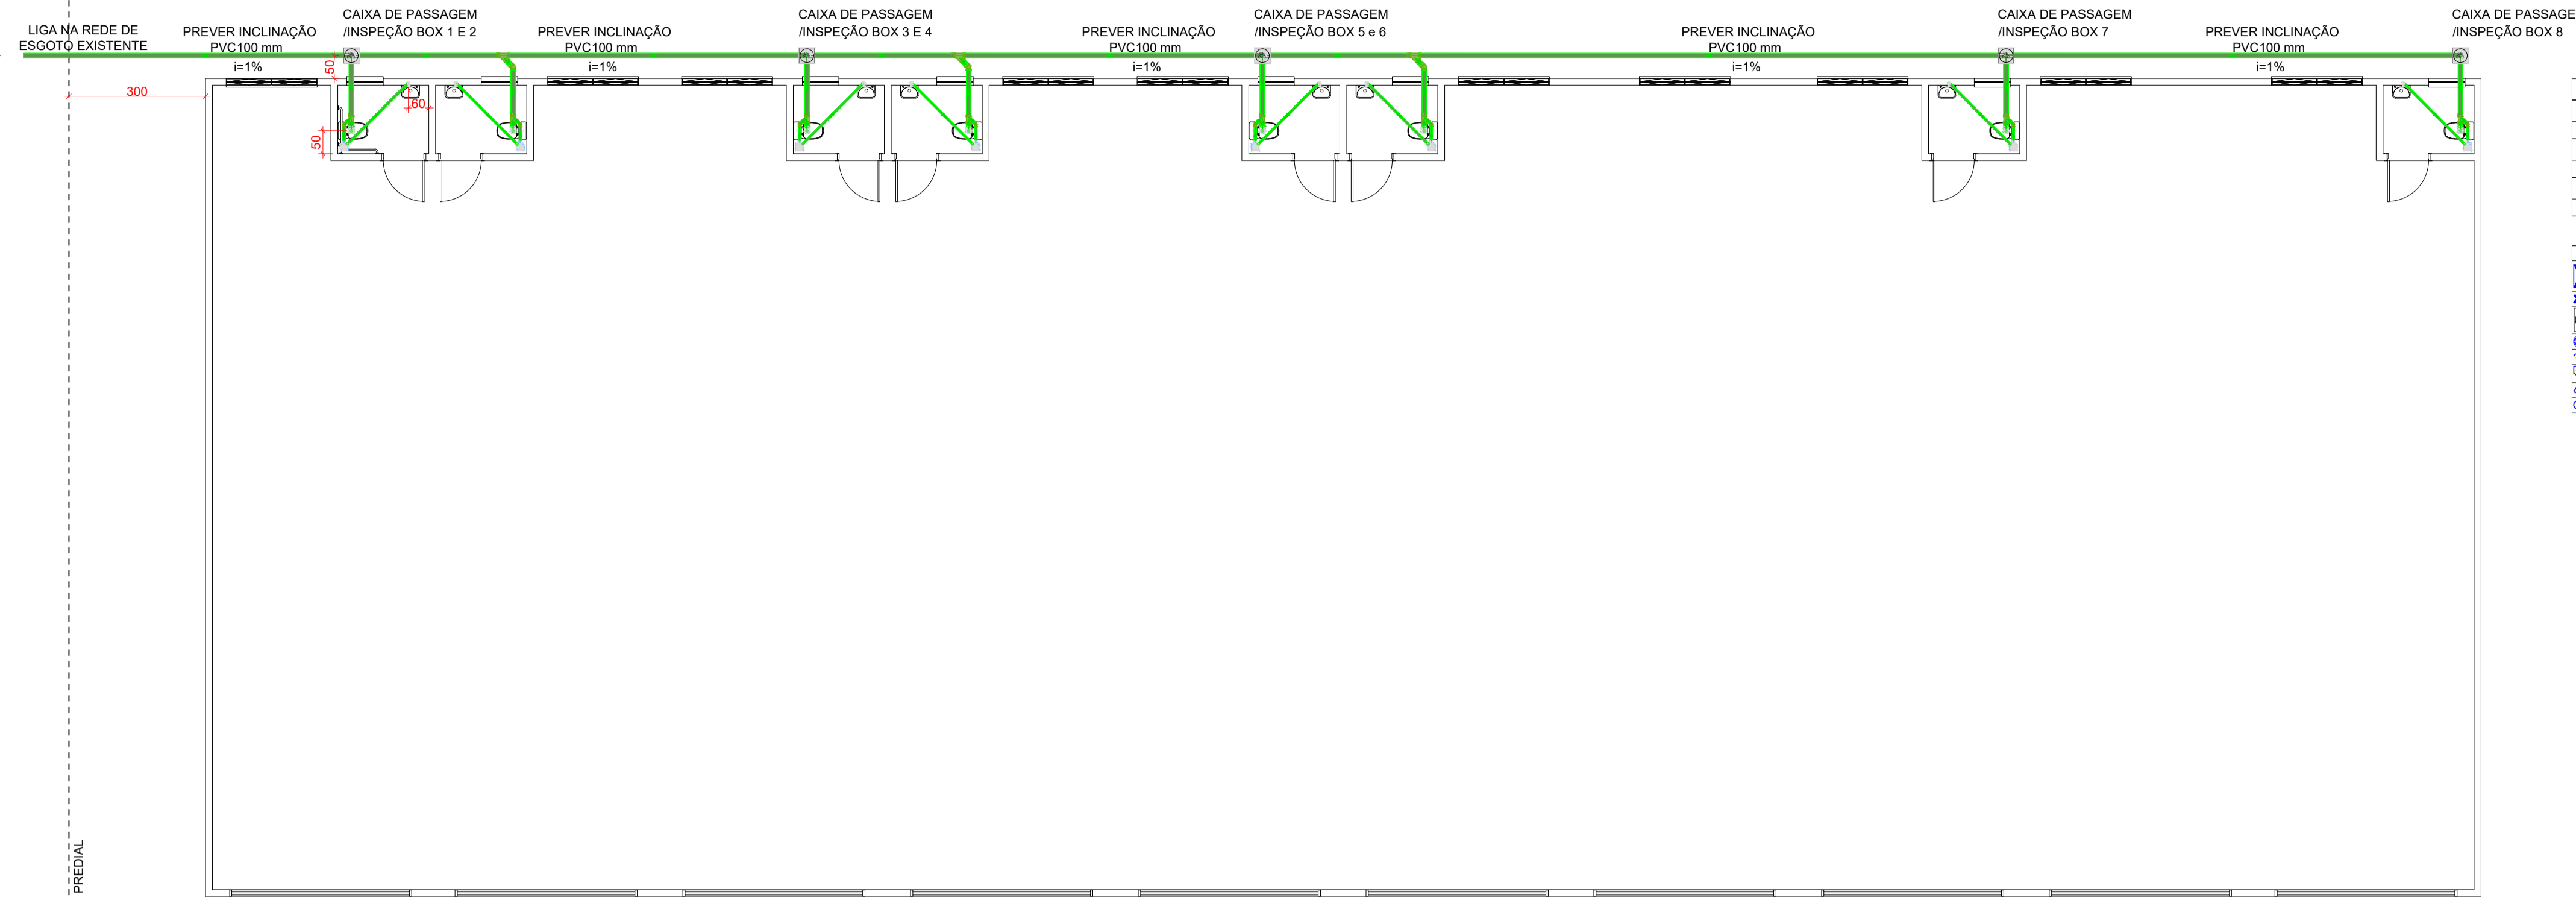 LIGA NA REDE DE
ESGOTO EXISTENTE
PREVER INCLINAÇÃO
PVC100 mm
i=1%
CAIXA DE PASSAGEM
/INSPEÇÃO BOX 1 E 2
PREVER INCLINAÇÃO
PVC100 mm
i=1%
CAIXA DE PASSAGEM
/INSPEÇÃO BOX 3 E 4
PREVER INCLINAÇÃO
PVC100 mm
i=1%
CAIXA DE PASSAGEM
/INSPEÇÃO BOX 5 e 6
PREVER INCLINAÇÃO
PVC100 mm
i=1%
CAIXA DE PASSAGEM
/INSPEÇÃO BOX 7
PREVER INCLINAÇÃO
PVC100 mm
i=1%
CAIXA DE PASSAGE
/INSPEÇÃO BOX 8
50
300
60
50
PREDIAL